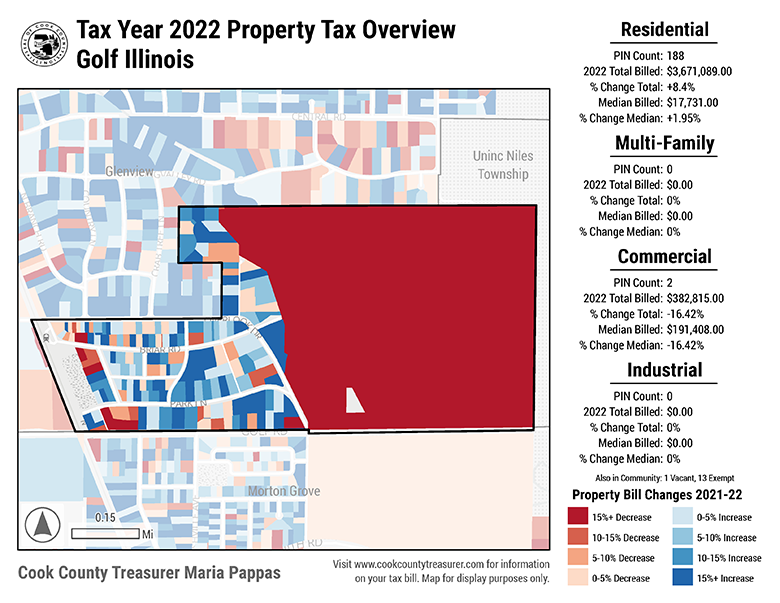 Tax Year 2022 Property Tax Overview
Golf Illinois
CENTRAL RD
Glenview
Uninc Niles
Township
BRIAR RD
PARK LN
GOLF RD
Morton Grove
0.15
Mi
Cook County Treasurer Maria Pappas
Visit www.cookcountytreasurer.com for information
on your tax bill. Map for display purposes only.
Residential
PIN Count: 188
2022 Total Billed: $3,671,089.00
% Change Total: +8.4%
Median Billed: $17,731.00
% Change Median: +1.95%
Multi-Family
PIN Count: 0
2022 Total Billed: $0.00
% Change Total: 0%
Median Billed: $0.00
% Change Median: 0%
Commercial
PIN Count: 2
2022 Total Billed: $382,815.00
% Change Total: -16.42%
Median Billed: $191,408.00
% Change Median: -16.42%
Industrial
PIN Count: 0
2022 Total Billed: $0.00
% Change Total: 0%
Median Billed: $0.00
% Change Median: 0%
Also in Community: 1 Vacant, 13 Exempt
Property Bill Changes 2021-22
15%+ Decrease
0-5% Increase
10-15% Decrease
5-10% Increase
5-10% Decrease
10-15% Increase
0-5% Decrease
15%+ Increase